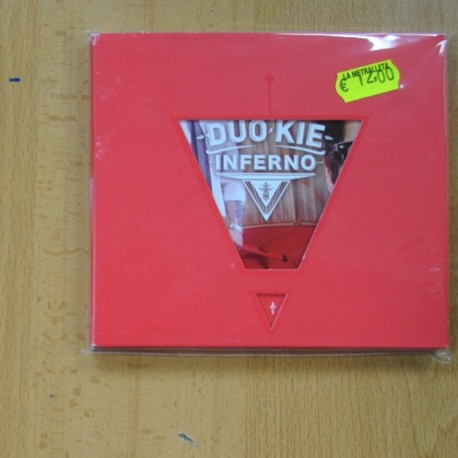 LA METRALLETA
€ 12,00
DUO KIE
INFERNO